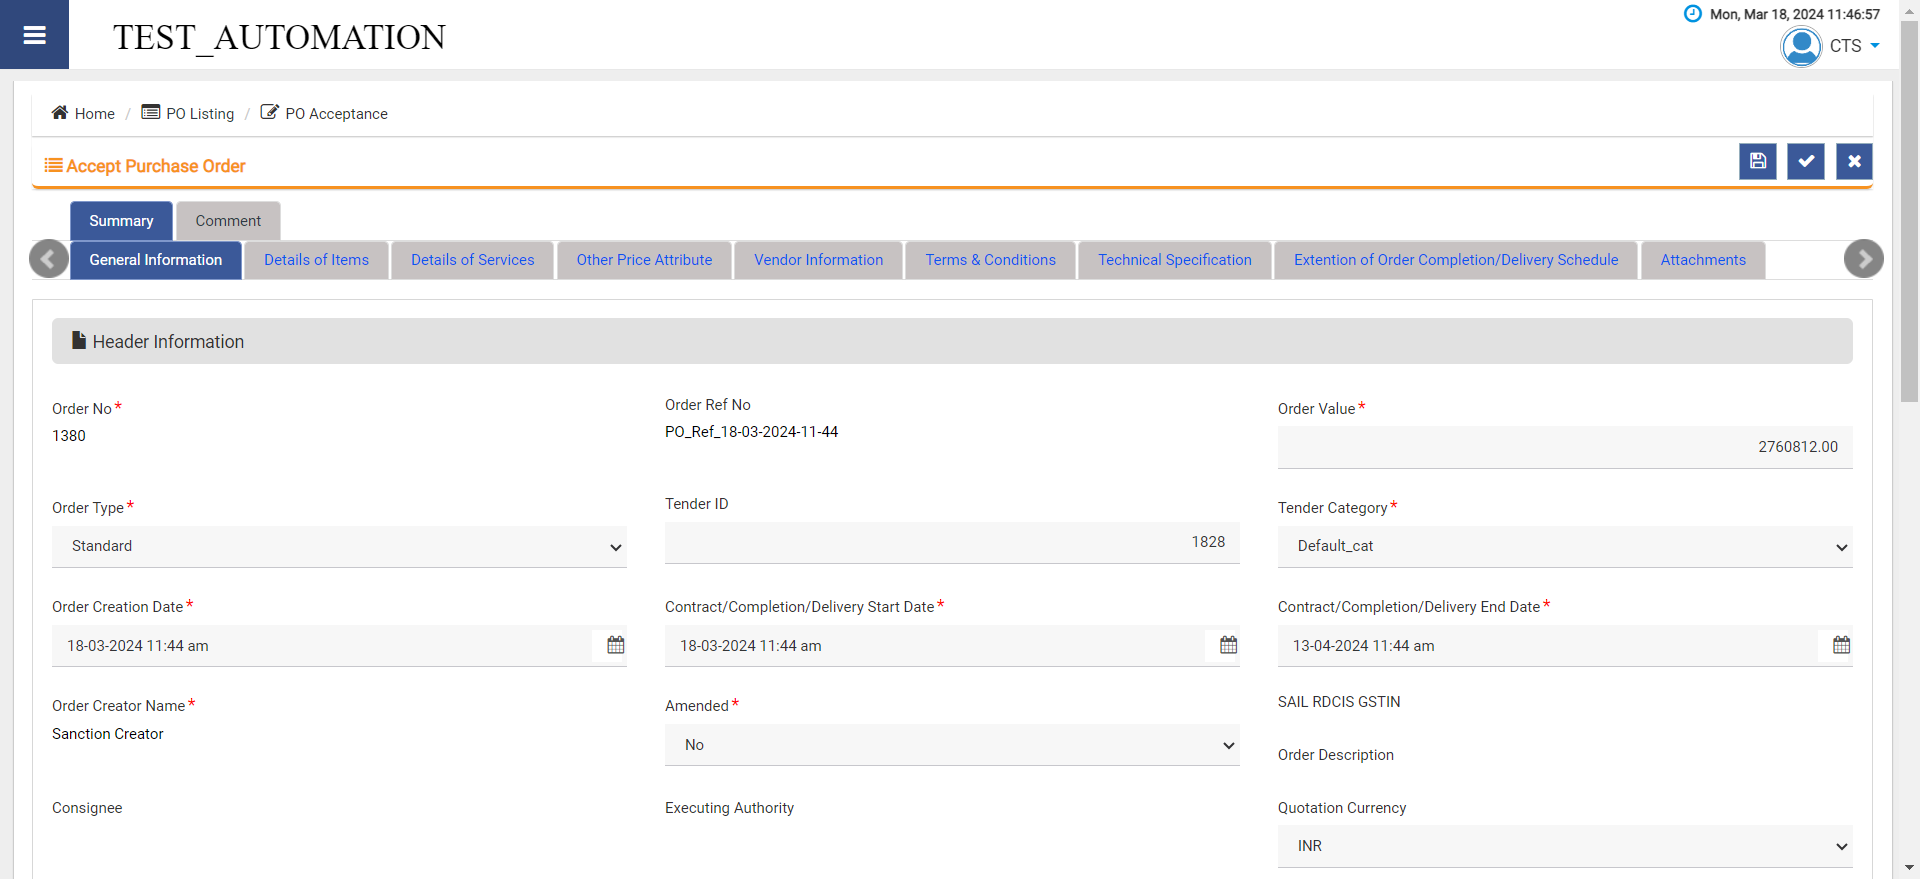 TEST_AUTOMATION
Mon, Mar 18, 2024 11:46:57
CTS
Home / PO Listing / PO Acceptance
Accept Purchase Order
Summary Comment
General Information Details of Items Details of Services Other Price Attribute Vendor Information Terms & Conditions Technical Specification Extention of Order Completion/Delivery Schedule Attachments
Header Information
Order No* Order Ref No Order Value*
1380 PO_Ref_18-03-2024-11-44 2760812.00
Order Type* Tender ID Tender Category*
Standard 1828 Default_cat
Order Creation Date* Contract/Completion/Delivery Start Date* Contract/Completion/Delivery End Date*
18-03-2024 11:44 am 18-03-2024 11:44 am 13-04-2024 11:44 am
Order Creator Name* Amended* SAIL RDCIS GSTIN
Sanction Creator No
Order Description
Consignee Executing Authority Quotation Currency
INR